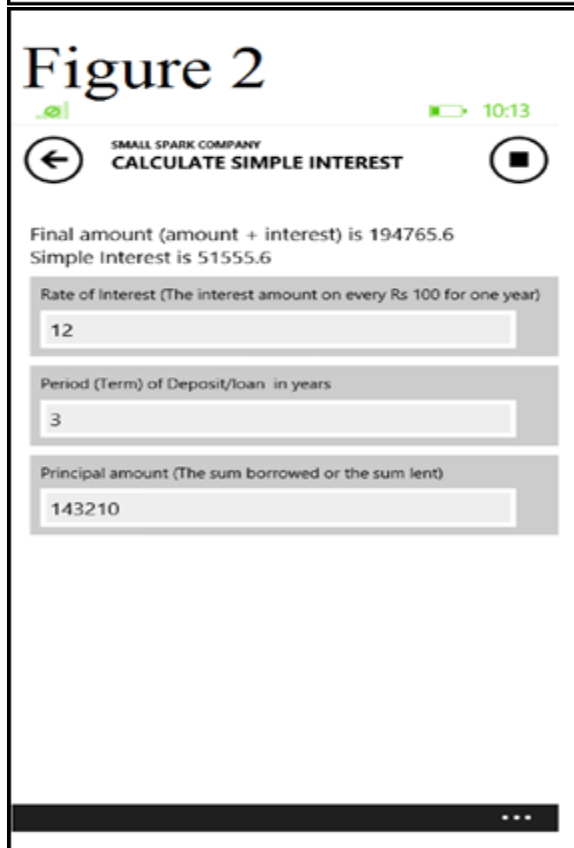 Figure 2
10:13
SMALL SPARK COMPANY
CALCULATE SIMPLE INTEREST
Final amount (amount + interest) is 194765.6
Simple Interest is 51555.6
Rate of Interest (The interest amount on every Rs 100 for one year)
12
Period (Term) of Deposit/loan in years
3
Principal amount (The sum borrowed or the sum lent)
143210